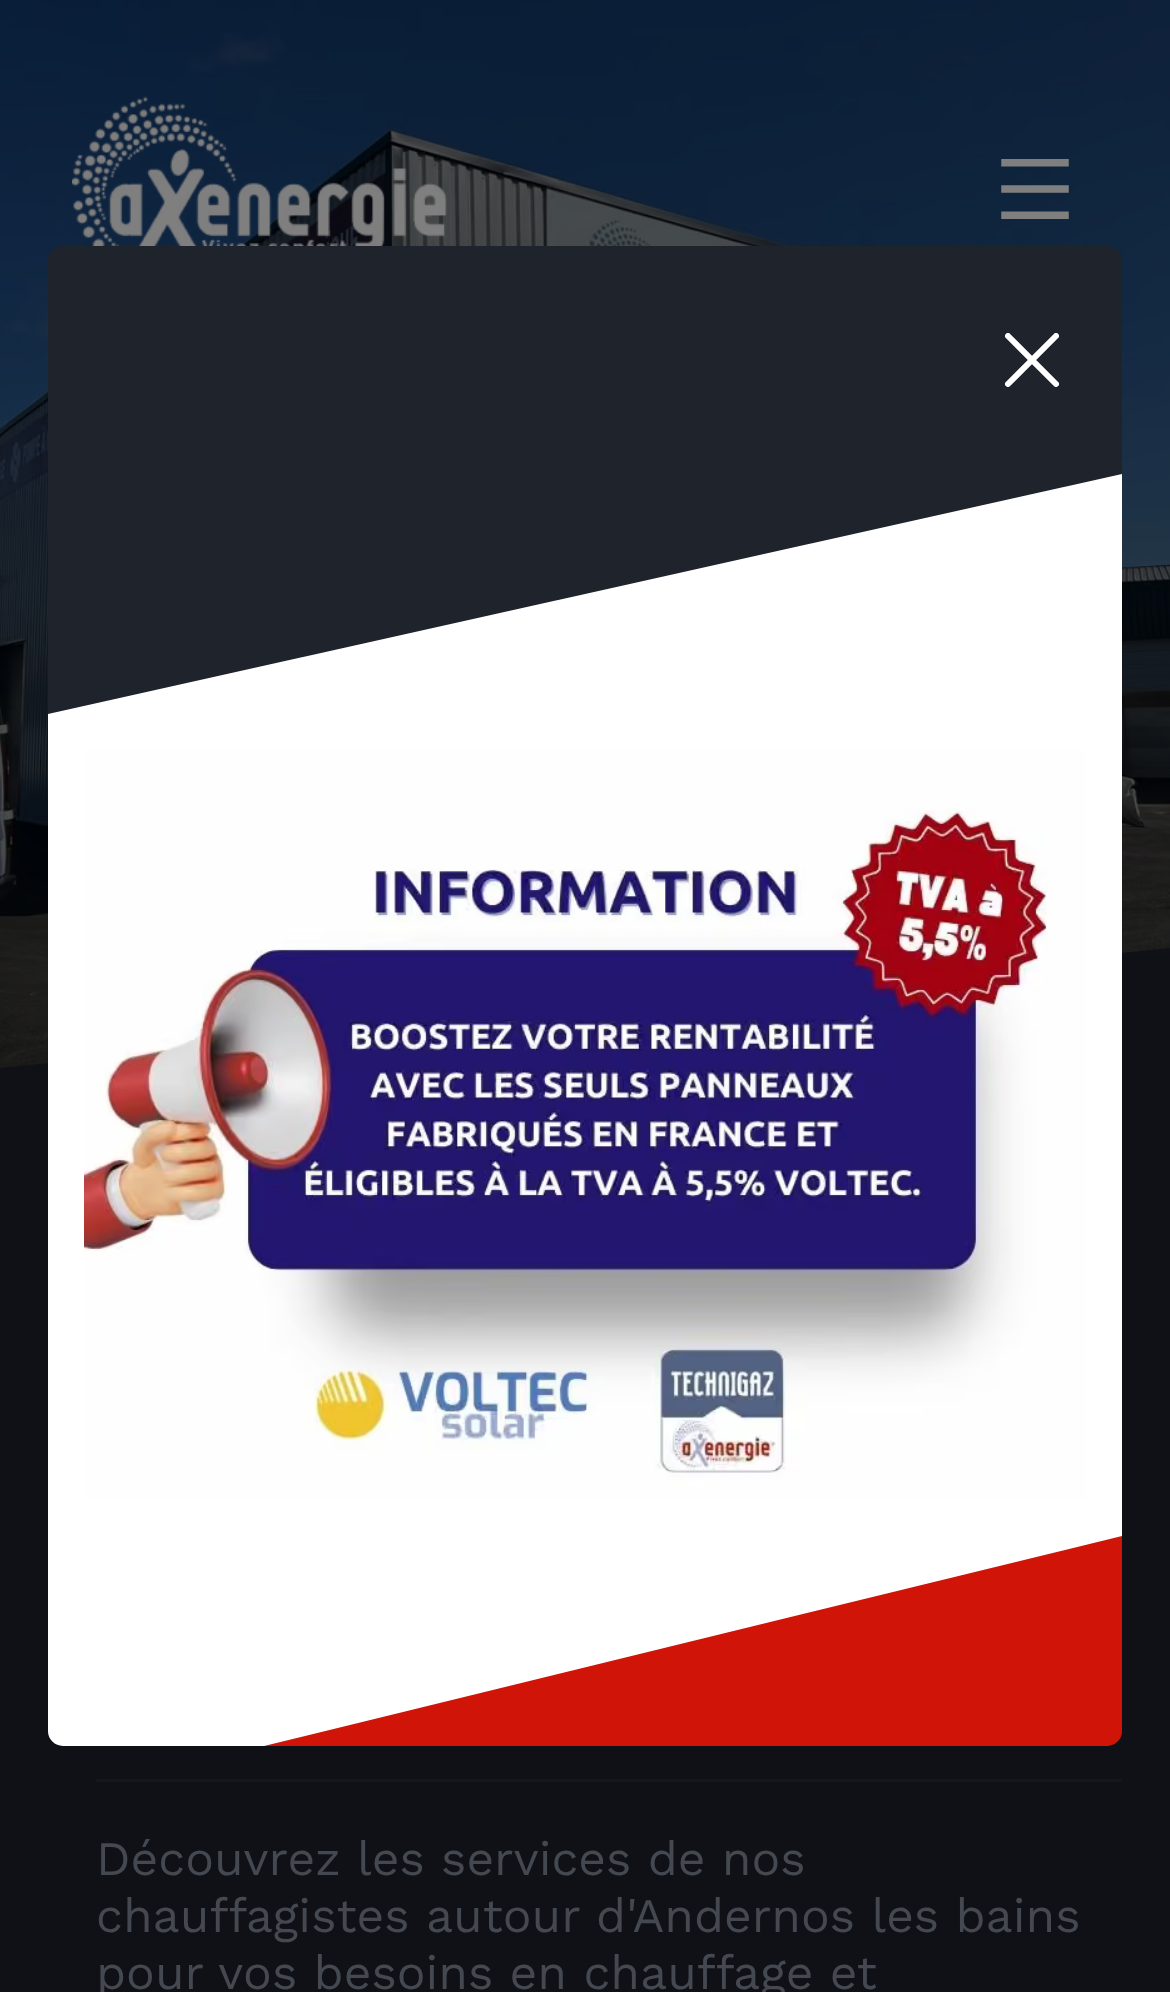 aXenergie
INFORMATION
TVA à
5,5%
BOOSTEZ VOTRE RENTABILITÉ
AVEC LES SEULS PANNEAUX
FABRIQUÉS EN FRANCE ET
ÉLIGIBLES À LA TVA À 5,5% VOLTEC.
VOLTEC
solar
TECHNIGAZ
aXenergie
Découvrez les services de nos
chauffagistes autour d'Andernos les bains
pour vos besoins en chauffage et